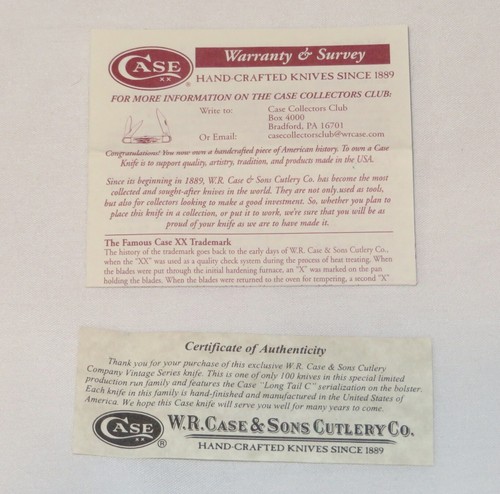 CASE
XX
®
Warranty & Survey
HAND-CRAFTED KNIVES SINCE 1889
FOR MORE INFORMATION ON THE CASE COLLECTORS CLUB:
Write to: Case Collectors Club
Box 4000
Bradford, PA 16701
Or Email: casecollectorsclub@wrcase.com
Congratulations! You now own a handcrafted piece of American history. To own a Case
Knife is to support quality, artistry, tradition, and products made in the USA.
Since its beginning in 1889, W.R. Case & Sons Cutlery Co. has become the most
collected and sought-after knives in the world. They are not only used as tools,
but also for collectors looking to make a good investment. So, whether you plan to
place this knife in a collection, or put it to work, we're sure that you will be as
proud of your knife as we are to have made it.
The Famous Case XX Trademark
The history of the trademark goes back to the early days of W.R. Case & Sons Cutlery Co.,
when the "XX" was used as a quality check system during the process of heat treating. When
the blades were put through the initial hardening furnace, an "X" was marked on the pan
holding the blades. When the blades were returned to the oven for tempering, a second "X"
Certificate of Authenticity
Thank you for your purchase of this exclusive W.R. Case & Sons Cutlery
Company Vintage Series knife. This is one of only 100 knives in this special limited
production run family and features the Case "Long Tail C" serialization on the bolster.
Each knife in this family is hand-finished and manufactured in the United States of
America. We hope this Case knife will serve you well for many years to come.
CASE
XX
®
W.R. CASE & SONS CUTLERY CO.
HAND-CRAFTED KNIVES SINCE 1889